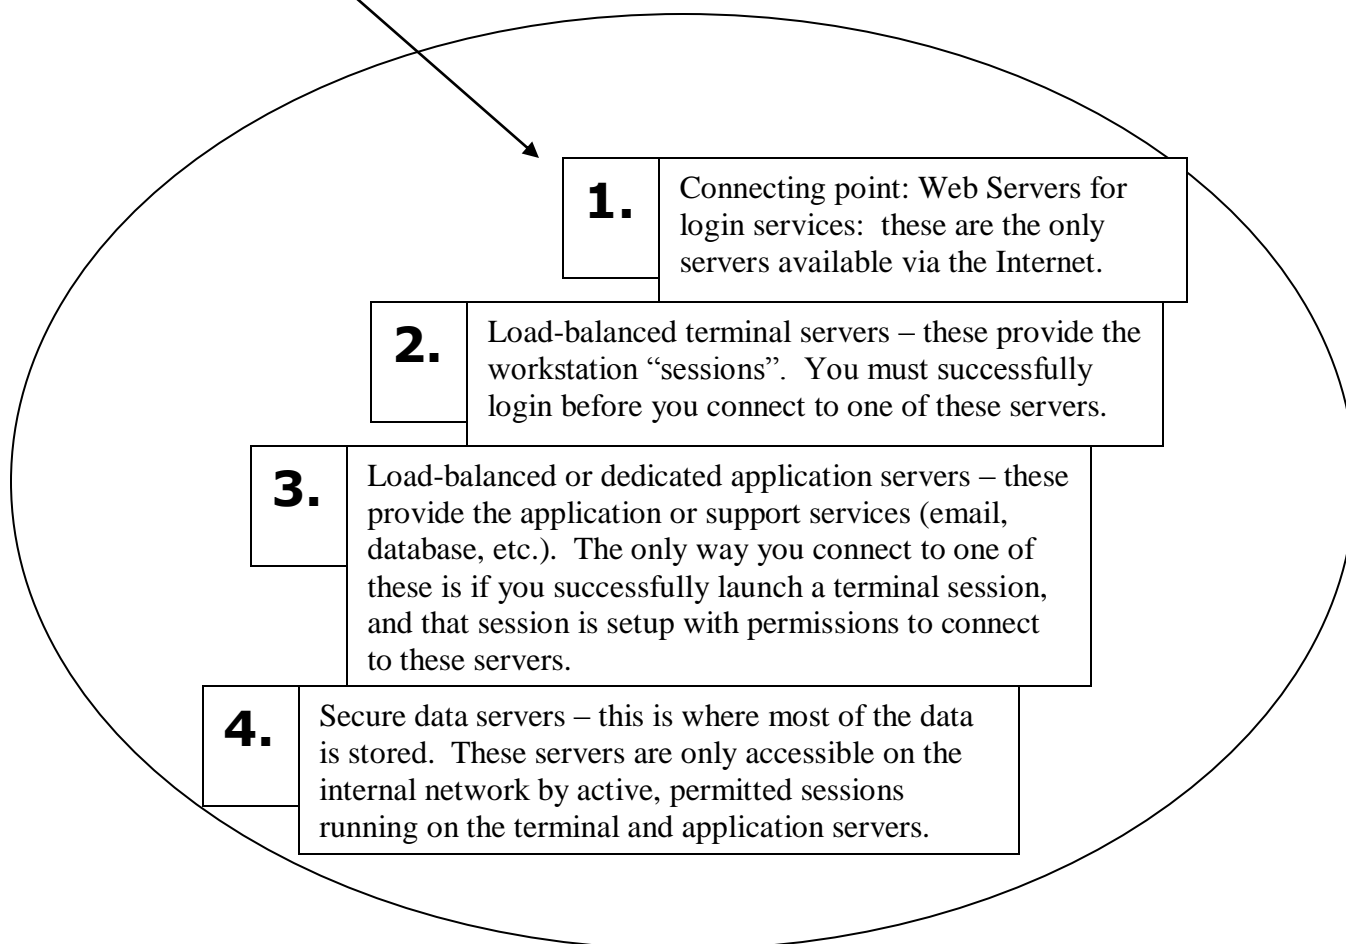 1.
Connecting point: Web Servers for
login services:  these are the only
servers available via the Internet.
2.
Load-balanced terminal servers – these provide the
workstation “sessions”.  You must successfully
login before you connect to one of these servers.
3.
Load-balanced or dedicated application servers – these
provide the application or support services (email,
database, etc.).  The only way you connect to one of
these is if you successfully launch a terminal session,
and that session is setup with permissions to connect
to these servers.
4.
Secure data servers – this is where most of the data
is stored.  These servers are only accessible on the
internal network by active, permitted sessions
running on the terminal and application servers.